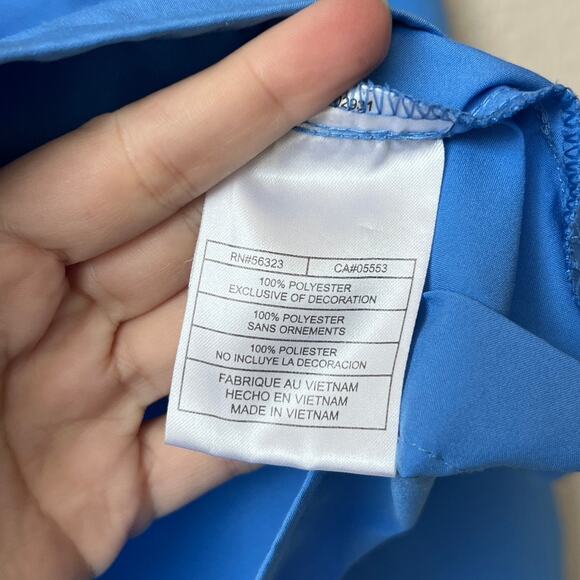 RN#56323 CA#05553
100% POLYESTER
EXCLUSIVE OF DECORATION
100% POLYESTER
SANS ORNEMENTS
100% POLIESTER
NO INCLUYE LA DECORACION
FABRIQUE AU VIETNAM
HECHO EN VIETNAM
MADE IN VIETNAM